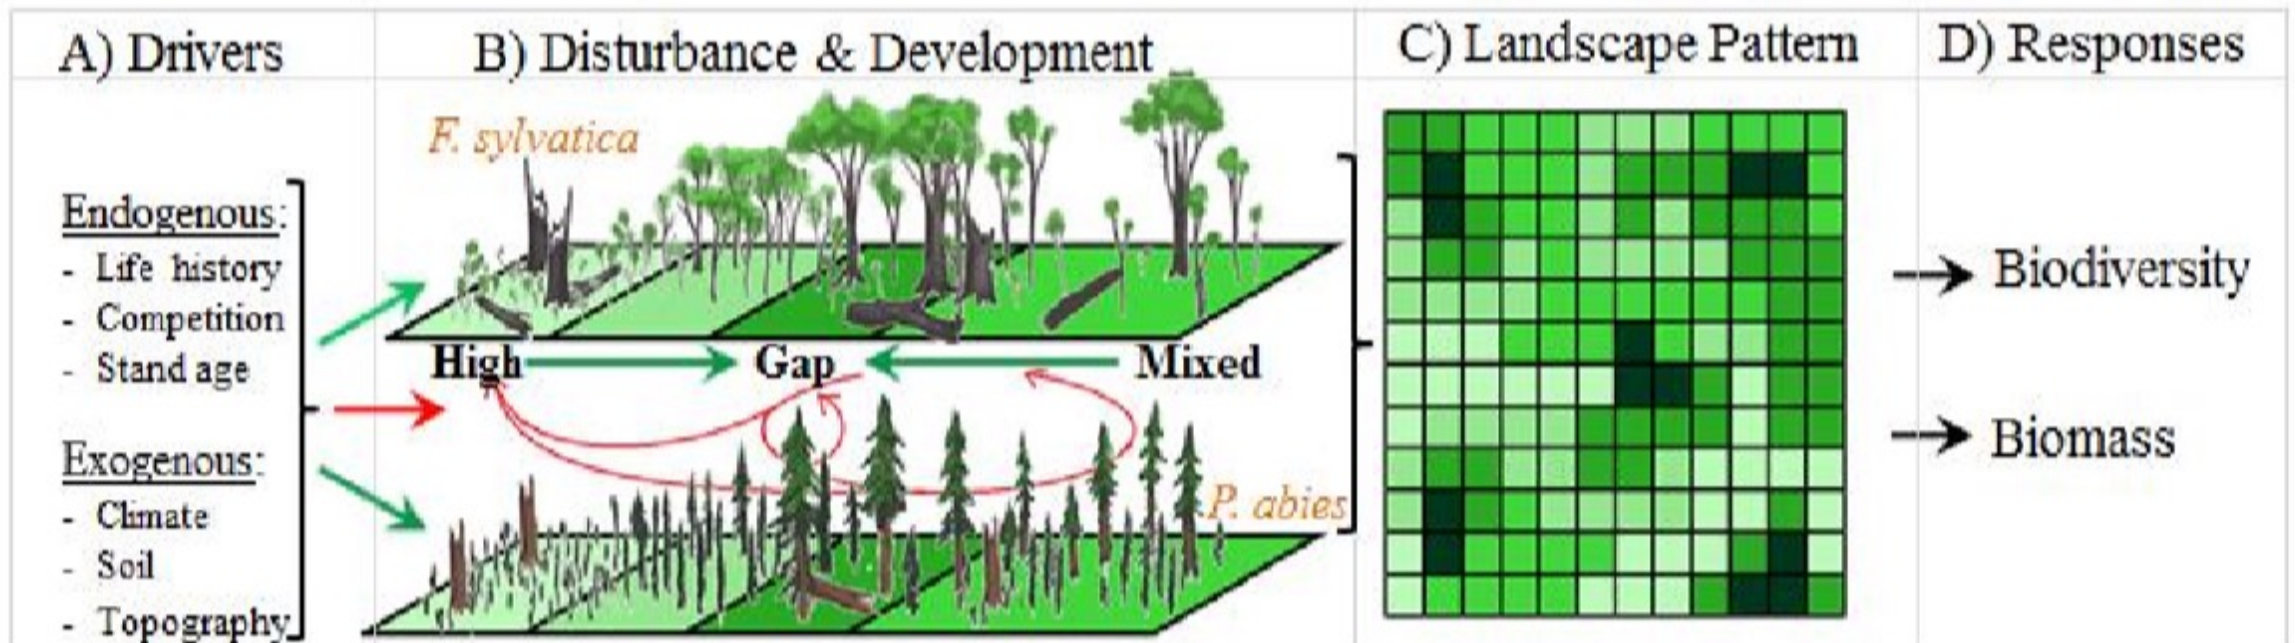 A) Drivers
B) Disturbance & Development
C) Landscape Pattern
D) Responses
Endogenous:
- Life history
- Competition
- Stand age
Exogenous:
- Climate
- Soil
- Topography
F. sylvatica
High
Gap
Mixed
P. abies
Biodiversity
Biomass